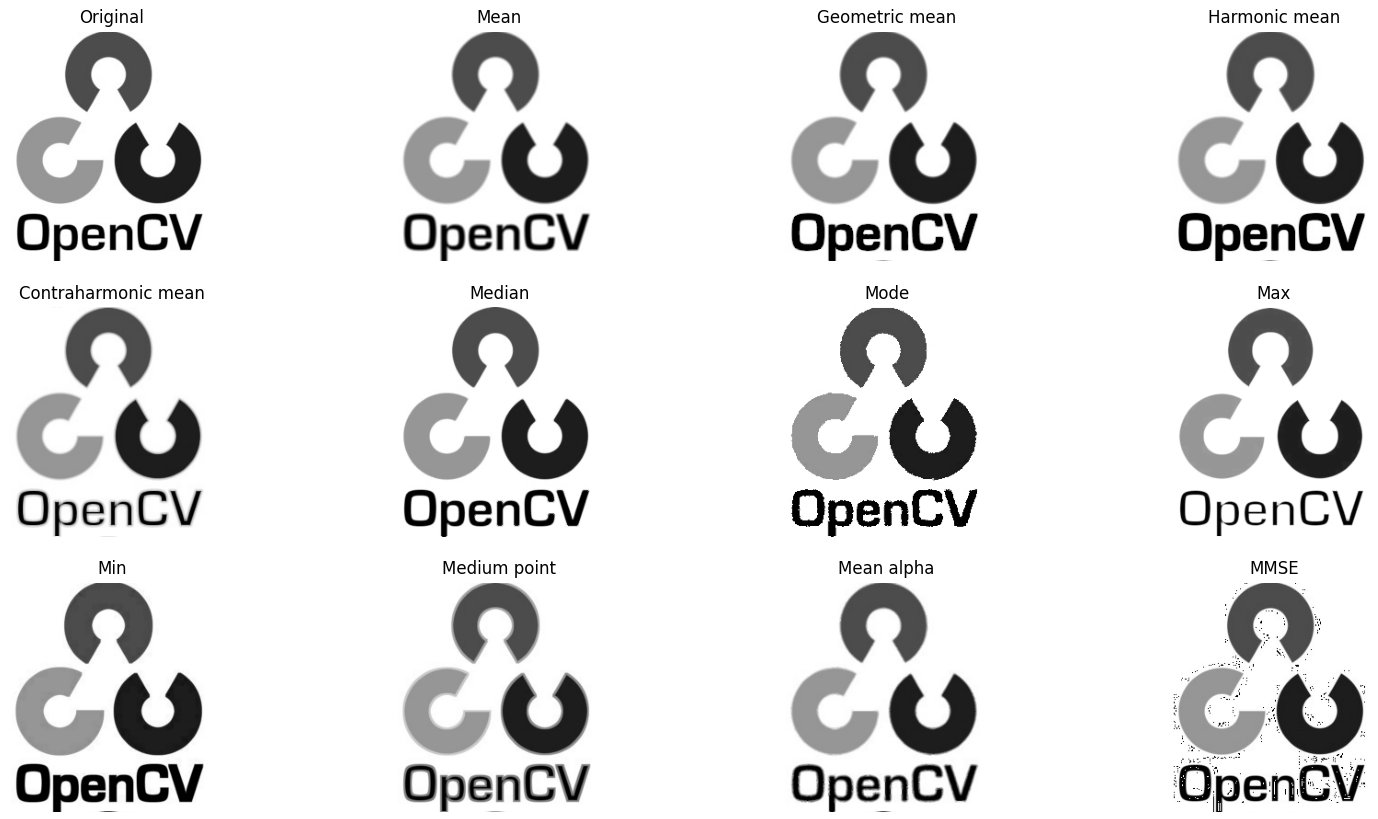 Original Mean Geometric mean Harmonic mean
OpenCV OpenCV OpenCV OpenCV
Contraharmonic mean Median Mode Max
OpenCV OpenCV OpenCV OpenCV
Min Medium point Mean alpha MMSE
OpenCV OpenCV OpenCV OpenCV